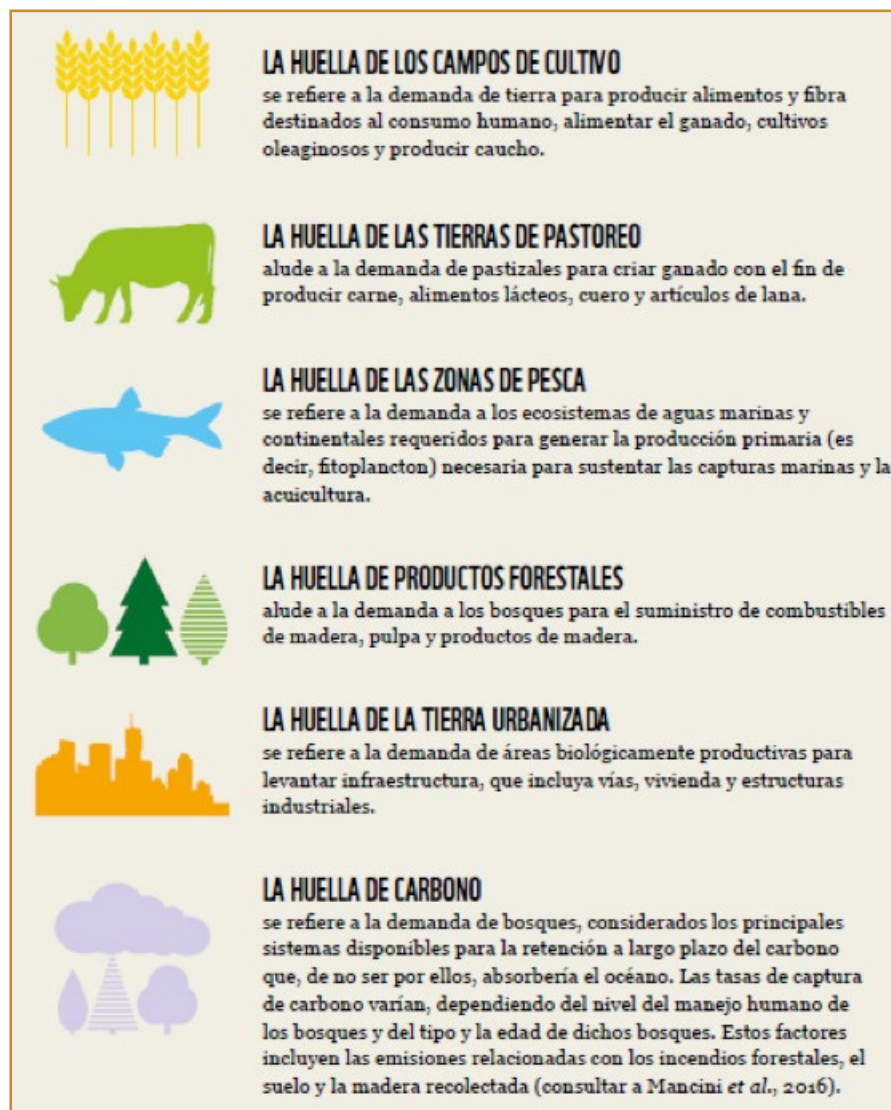 LA HUELLA DE LOS CAMPOS DE CULTIVO
se refiere a la demanda de tierra para producir alimentos y fibra
destinados al consumo humano, alimentar el ganado, cultivos
oleaginosos y producir caucho.
LA HUELLA DE LAS TIERRAS DE PASTOREO
alude a la demanda de pastizales para criar ganado con el fin de
producir carne, alimentos lácteos, cuero y artículos de lana.
LA HUELLA DE LAS ZONAS DE PESCA
se refiere a la demanda a los ecosistemas de aguas marinas y
continentales requeridos para generar la producción primaria (es
decir, fitoplancton) necesaria para sustentar las capturas marinas y la
acuicultura.
LA HUELLA DE PRODUCTOS FORESTALES
alude a la demanda a los bosques para el suministro de combustibles
de madera, pulpa y productos de madera.
LA HUELLA DE LA TIERRA URBANIZADA
se refiere a la demanda de áreas biológicamente productivas para
levantar infraestructura, que incluya vías, vivienda y estructuras
industriales.
LA HUELLA DE CARBONO
se refiere a la demanda de bosques, considerados los principales
sistemas disponibles para la retención a largo plazo del carbono
que, de no ser por ellos, absorbería el océano. Las tasas de captura
de carbono varían, dependiendo del nivel del manejo humano de
los bosques y del tipo y la edad de dichos bosques. Estos factores
incluyen las emisiones relacionadas con los incendios forestales, el
suelo y la madera recolectada (consultar a Mancini et al., 2016).